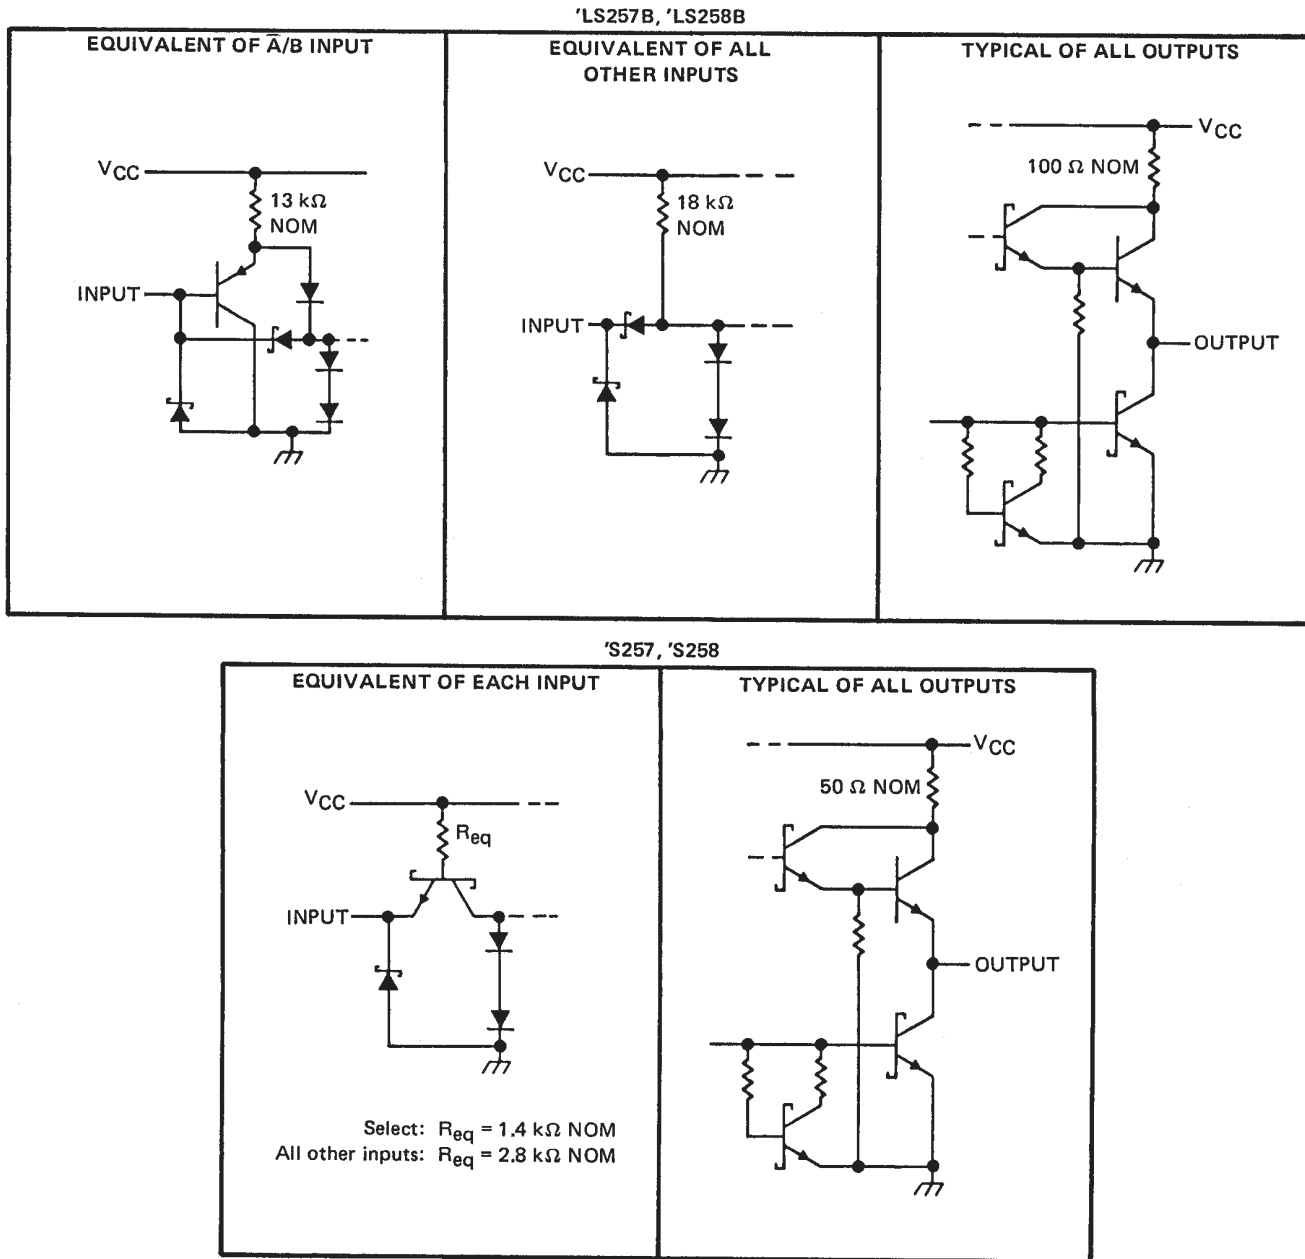 'LS257B, 'LS258B
EQUIVALENT OF A̅/B INPUT
VCC
13 kΩ
NOM
INPUT
EQUIVALENT OF ALL
OTHER INPUTS
VCC
18 kΩ
NOM
INPUT
TYPICAL OF ALL OUTPUTS
VCC
100 Ω NOM
OUTPUT
'S257, 'S258
EQUIVALENT OF EACH INPUT
VCC
Req
INPUT
Select: Req = 1.4 kΩ NOM
All other inputs: Req = 2.8 kΩ NOM
TYPICAL OF ALL OUTPUTS
VCC
50 Ω NOM
OUTPUT